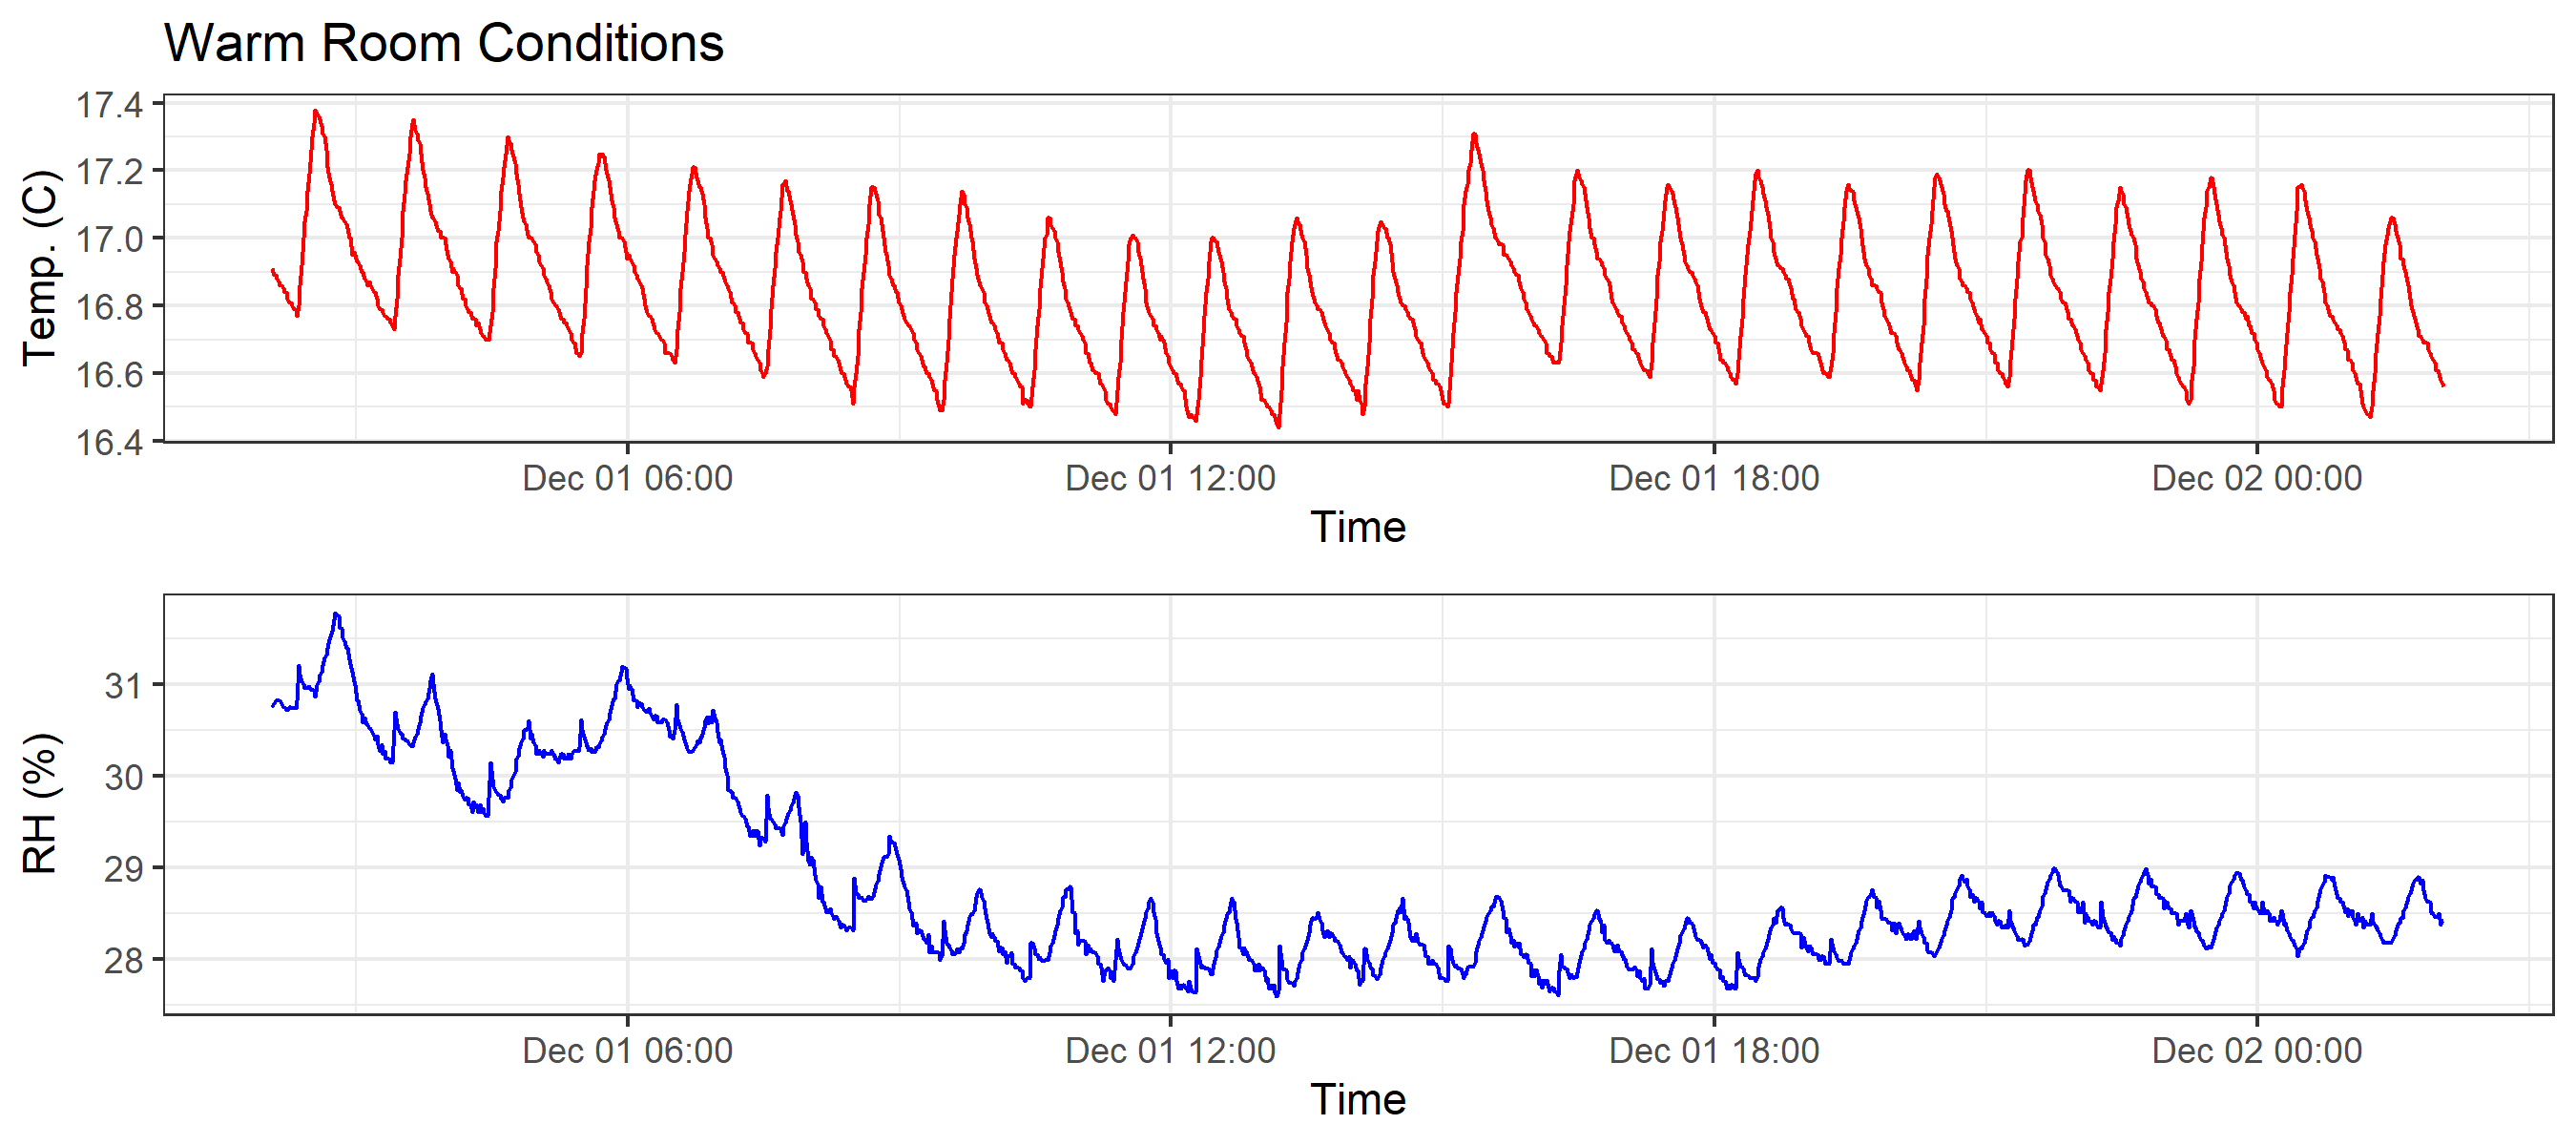 Warm Room Conditions
17.4
17.2
17.0
16.8
16.6
16.4
Temp. (C)
Dec 01 06:00 Dec 01 12:00 Dec 01 18:00 Dec 02 00:00
Time
31
30
29
28
RH (%)
Dec 01 06:00 Dec 01 12:00 Dec 01 18:00 Dec 02 00:00
Time